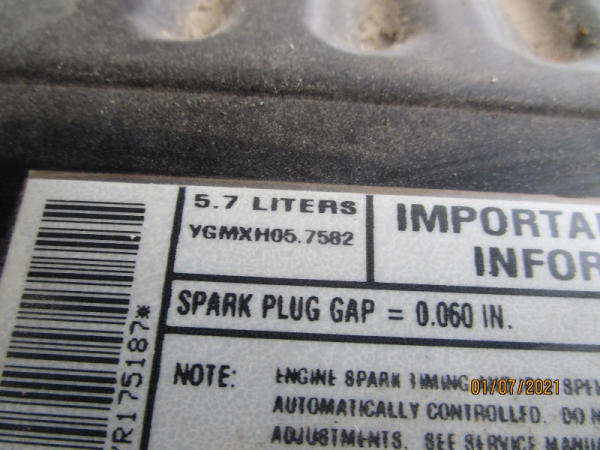 5.7 LITERS
YGMXH05.7582
IMPORTA
INFOR
SPARK PLUG GAP = 0.060 IN.
NOTE: ENGINE SPARK TIMING
AUTOMATICALLY CONTROLLED. DO N
ADJUSTMENTS. SEE SERVICE MANUA
R175187*
01/07/2021